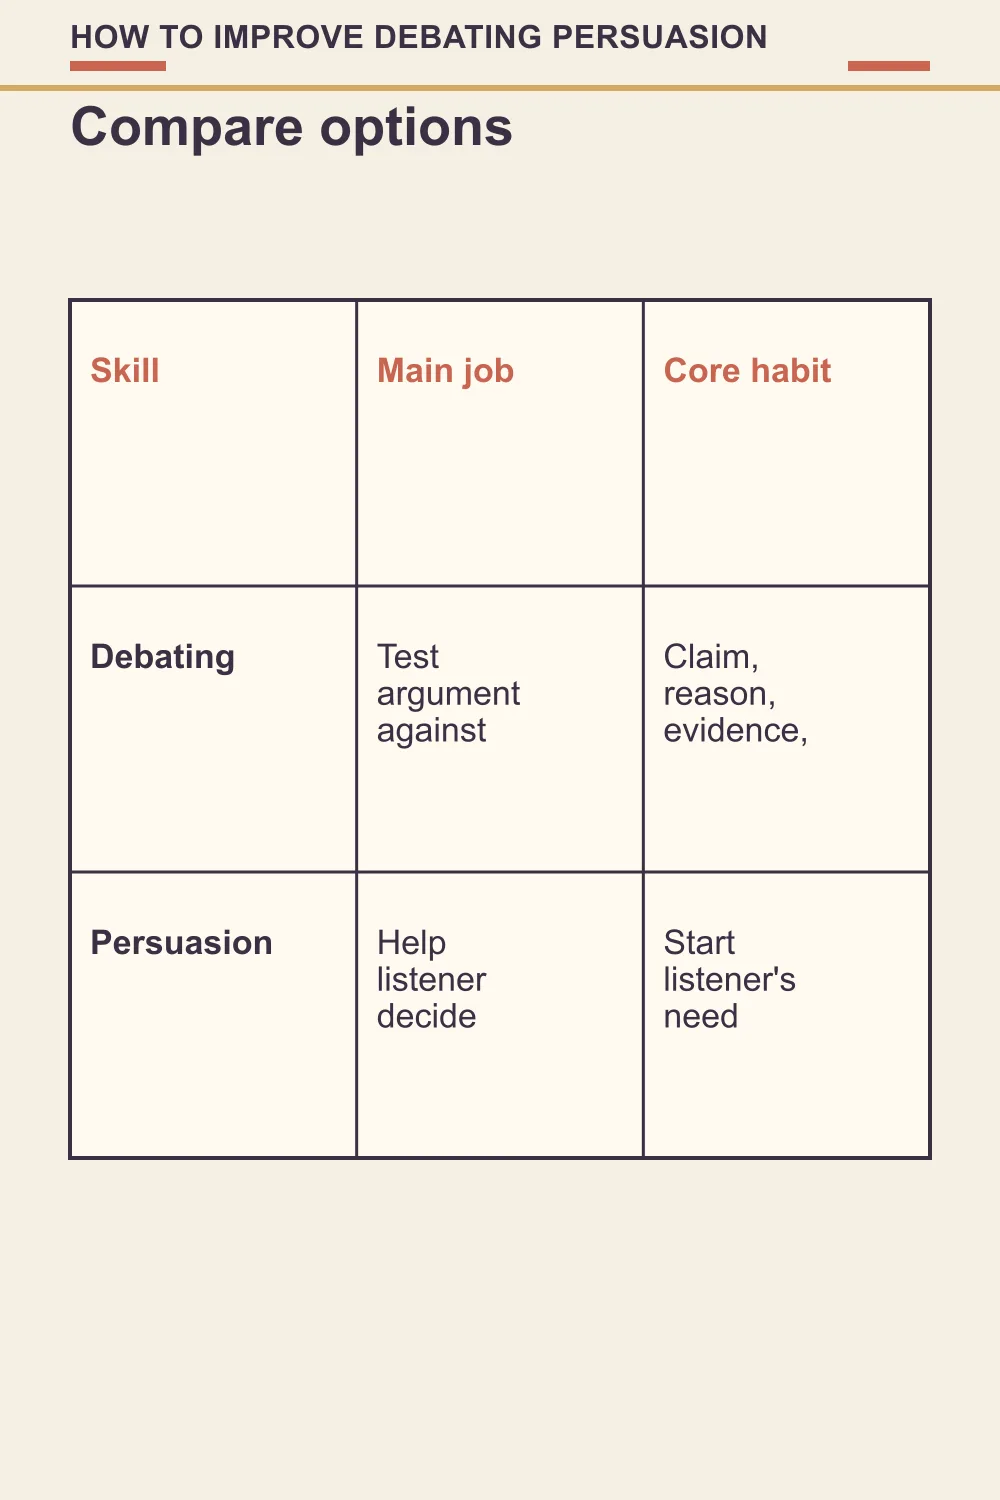 HOW TO IMPROVE DEBATING PERSUASION
Compare options
Skill
Main job
Core habit
Debating
Test
argument
against
Claim,
reason,
evidence,
Persuasion
Help
listener
decide
Start
listener's
need